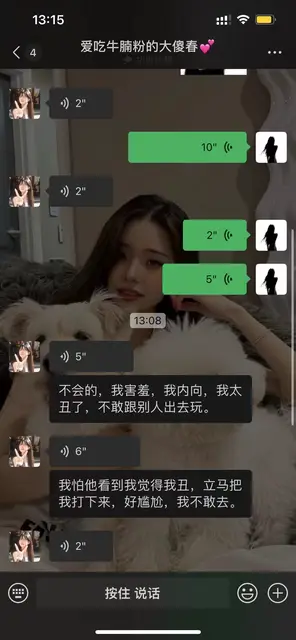 13:15
4
爱吃牛腩粉的大傻春💕
2"
10"
2"
2"
5"
13:08
5"
不会的，我害羞，我内向，我太
丑了，不敢跟别人出去玩。
6"
我怕他看到我觉得我丑，立马把
我打下来，好尴尬，我不敢去。
2"
按住 说话